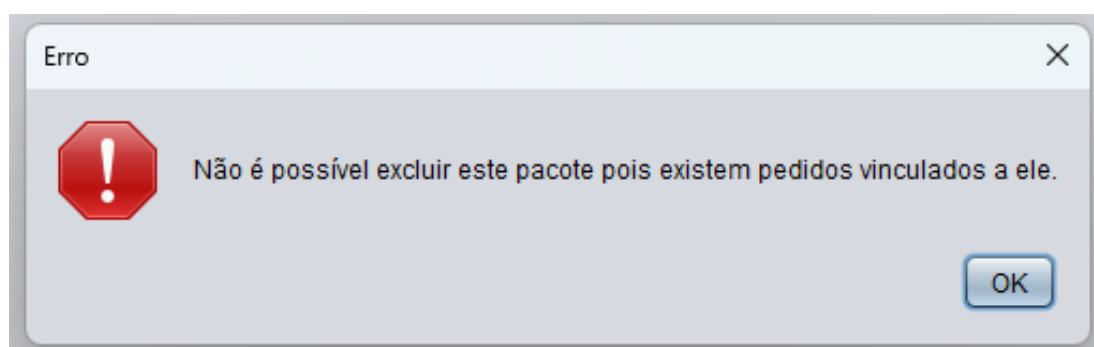 Erro
Não é possível excluir este pacote pois existem pedidos vinculados a ele.
OK